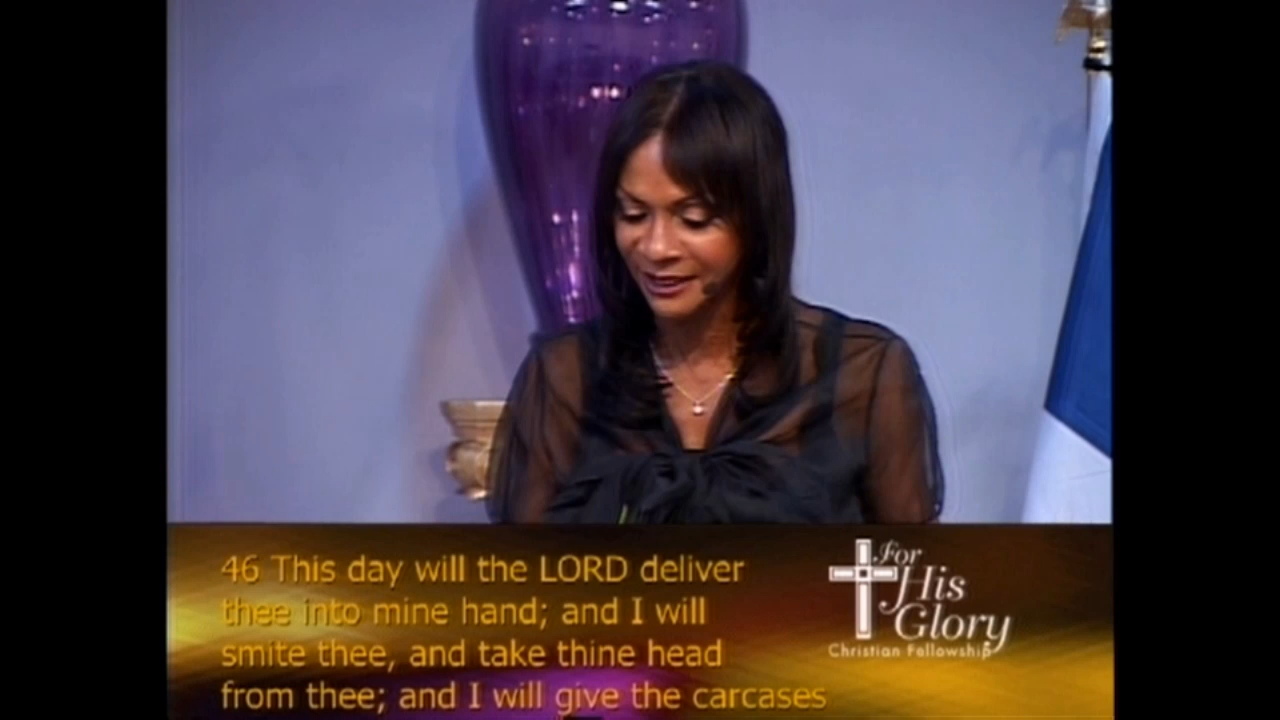 46 This day will the LORD deliver
thee into mine hand; and I will
smite thee, and take thine head
from thee; and I will give the carcases
For
His
Glory
Christian Fellowship